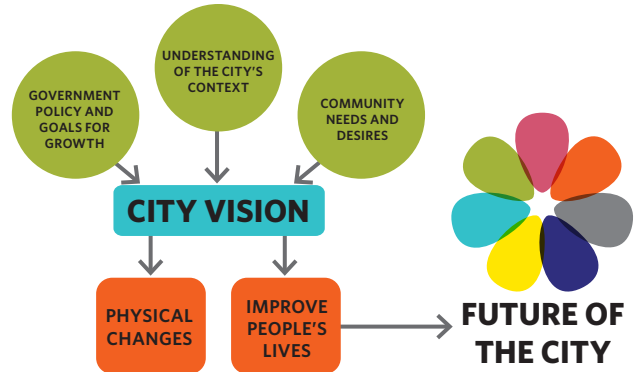 UNDERSTANDING
OF THE CITY'S
CONTEXT
GOVERNMENT
POLICY AND
GOALS FOR
GROWTH
COMMUNITY
NEEDS AND
DESIRES
CITY VISION
PHYSICAL
CHANGES
IMPROVE
PEOPLE'S
LIVES
FUTURE OF
THE CITY